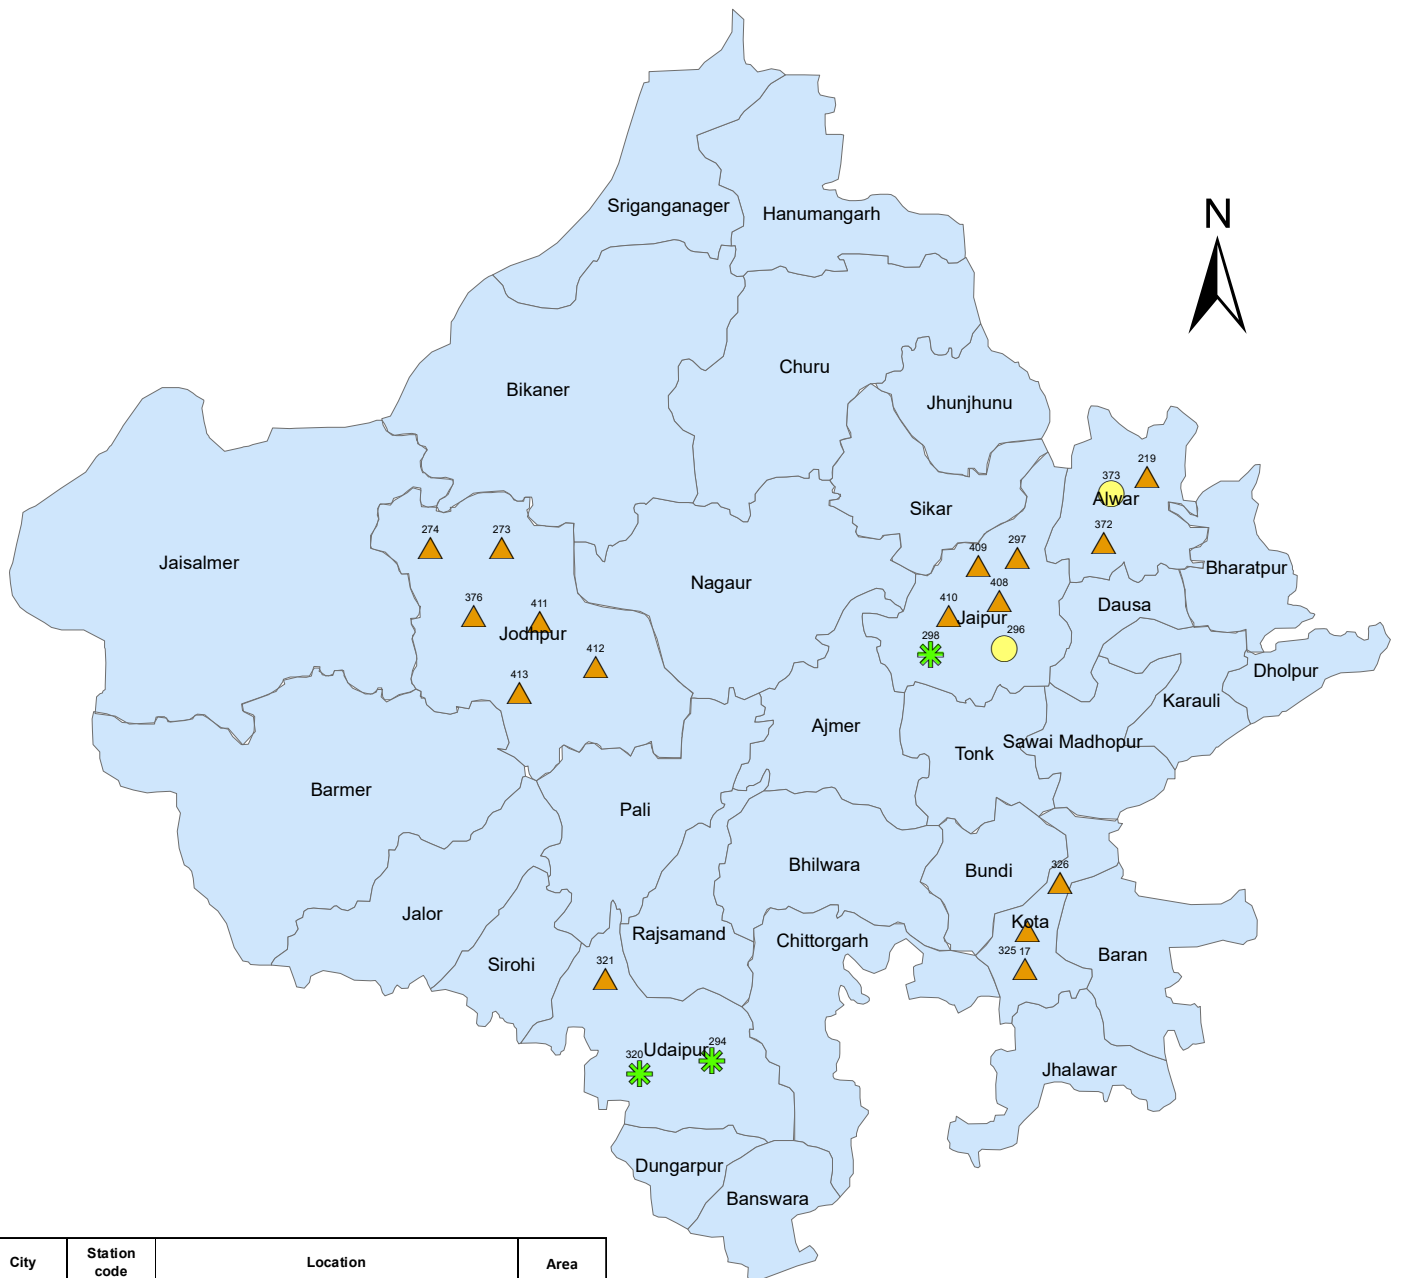 N
Sriganganager
Hanumangarh
Churu
Bikaner
Jhunjhunu
219
373
Alwar
Sikar
372
274
273
409
297
Jaisalmer
Bharatpur
Nagaur
408
Dausa
376
411
410
Jaipur
Jodhpur
298
296
412
Dholpur
413
Karauli
Ajmer
Sawai Madhopur
Tonk
Barmer
Pali
Bhilwara
326
Bundi
Jalor
Kota
Rajsamand
Chittorgarh
325 17
Baran
Sirohi
321
294
Udaipur
320
Jhalawar
Dungarpur
Banswara
City
Station
code
Location
Area